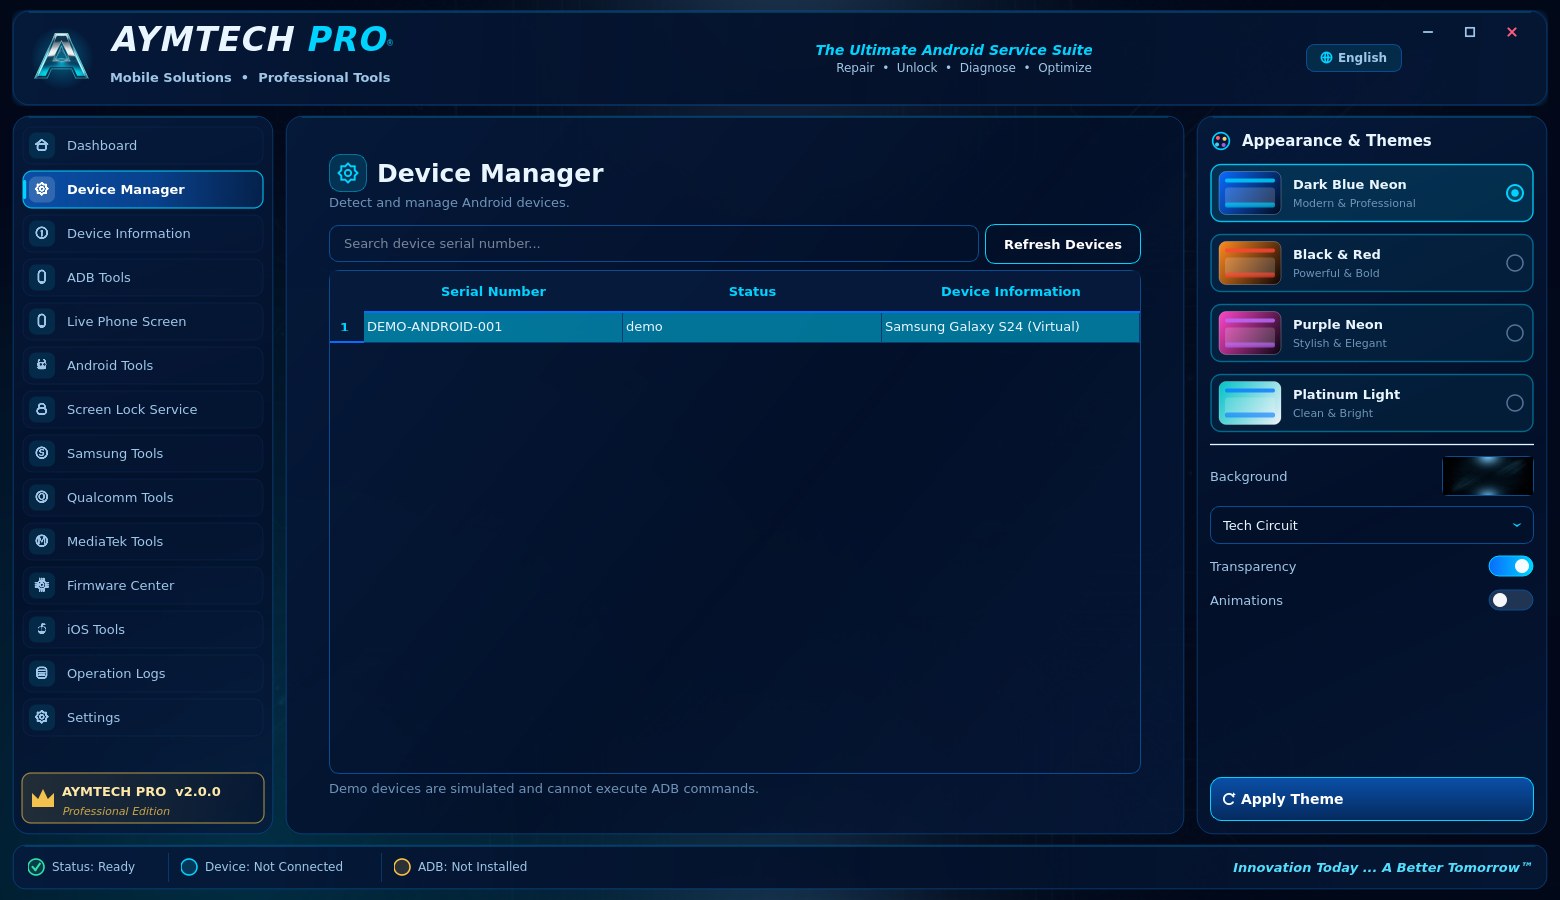 AYMTECH PRO®
Mobile Solutions • Professional Tools
The Ultimate Android Service Suite
Repair • Unlock • Diagnose • Optimize
English
Dashboard
Device Manager
Device Information
ADB Tools
Live Phone Screen
Android Tools
Screen Lock Service
Samsung Tools
Qualcomm Tools
MediaTek Tools
Firmware Center
iOS Tools
Operation Logs
Settings
AYMTECH PRO v2.0.0
Professional Edition
Device Manager
Detect and manage Android devices.
Search device serial number...
Refresh Devices
Serial Number Status Device Information
1 DEMO-ANDROID-001 demo Samsung Galaxy S24 (Virtual)
Demo devices are simulated and cannot execute ADB commands.
Appearance & Themes
Dark Blue Neon
Modern & Professional
Black & Red
Powerful & Bold
Purple Neon
Stylish & Elegant
Platinum Light
Clean & Bright
Background
Tech Circuit
Transparency
Animations
Apply Theme
Status: Ready
Device: Not Connected
ADB: Not Installed
Innovation Today ... A Better Tomorrow™